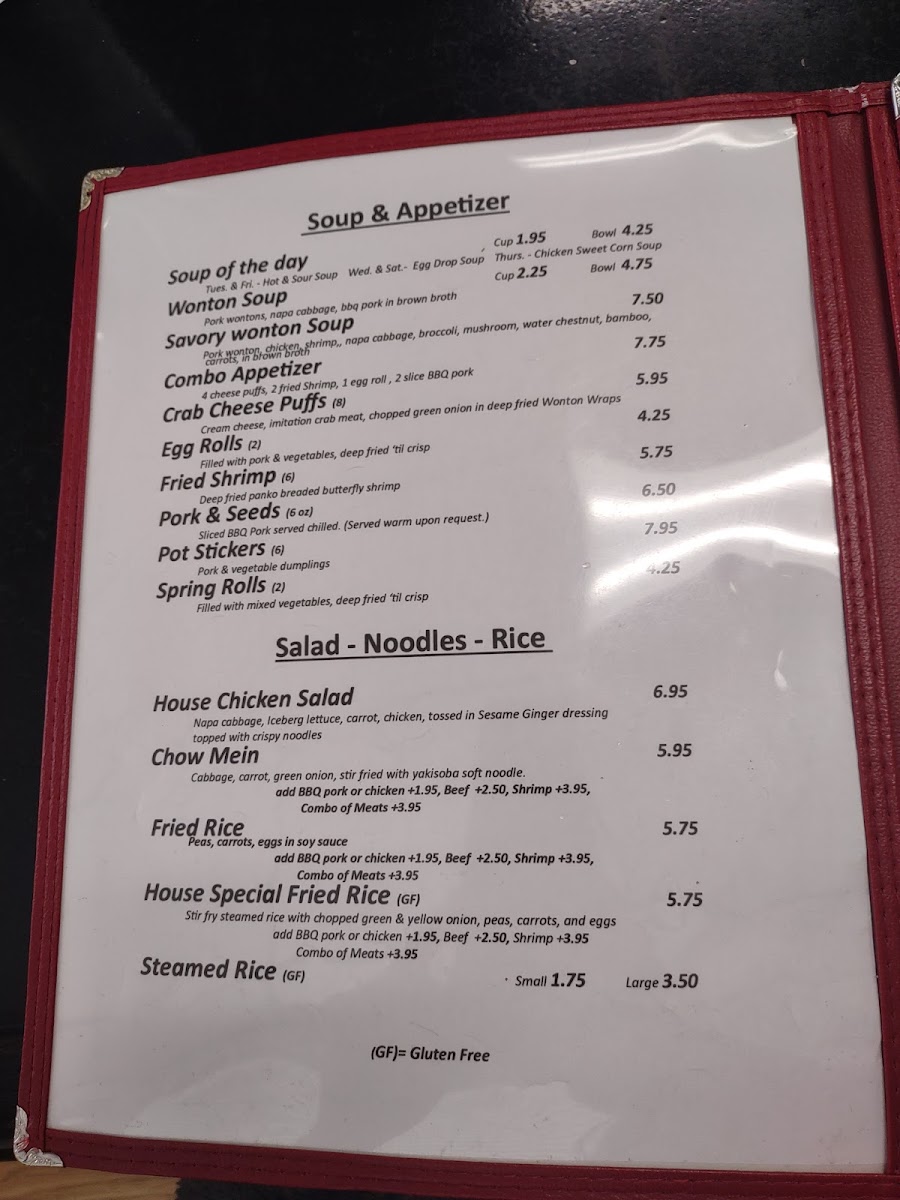 Soup & Appetizer
Soup of the day Cup 1.95 Bowl 4.25
Tues. & Fri. - Hot & Sour Soup Wed. & Sat.- Egg Drop Soup Thurs. - Chicken Sweet Corn Soup
Wonton Soup Cup 2.25 Bowl 4.75
Pork wontons, napa cabbage, bbq pork in brown broth
Savory wonton Soup 7.50
Pork wonton, chicken, shrimp,, napa cabbage, broccoli, mushroom, water chestnut, bamboo,
carrots, in brown broth
Combo Appetizer 7.75
4 cheese puffs, 2 fried Shrimp, 1 egg roll , 2 slice BBQ pork
Crab Cheese Puffs (8) 5.95
Cream cheese, imitation crab meat, chopped green onion in deep fried Wonton Wraps
Egg Rolls (2) 4.25
Filled with pork & vegetables, deep fried ‘til crisp
Fried Shrimp (6) 5.75
Deep fried panko breaded butterfly shrimp
Pork & Seeds (6 oz) 6.50
Sliced BBQ Pork served chilled. (Served warm upon request.)
Pot Stickers (6) 7.95
Pork & vegetable dumplings
Spring Rolls (2) 4.25
Filled with mixed vegetables, deep fried ‘til crisp
Salad - Noodles - Rice
House Chicken Salad 6.95
Napa cabbage, Iceberg lettuce, carrot, chicken, tossed in Sesame Ginger dressing
topped with crispy noodles
Chow Mein 5.95
Cabbage, carrot, green onion, stir fried with yakisoba soft noodle.
add BBQ pork or chicken +1.95, Beef +2.50, Shrimp +3.95,
Combo of Meats +3.95
Fried Rice 5.75
Peas, carrots, eggs in soy sauce
add BBQ pork or chicken +1.95, Beef +2.50, Shrimp +3.95,
Combo of Meats +3.95
House Special Fried Rice (GF) 5.75
Stir fry steamed rice with chopped green & yellow onion, peas, carrots, and eggs
add BBQ pork or chicken +1.95, Beef +2.50, Shrimp +3.95
Combo of Meats +3.95
Steamed Rice (GF) Small 1.75 Large 3.50
(GF)= Gluten Free